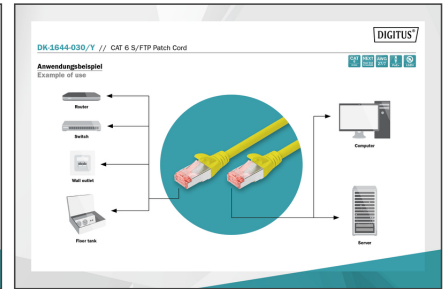 DIGITUS®
DK-1644-030/Y // CAT 6 S/FTP Patch Cord
Anwendungsbeispiel
Example of use
Router
Switch
Wall outlet
Floor tank
Computer
Server